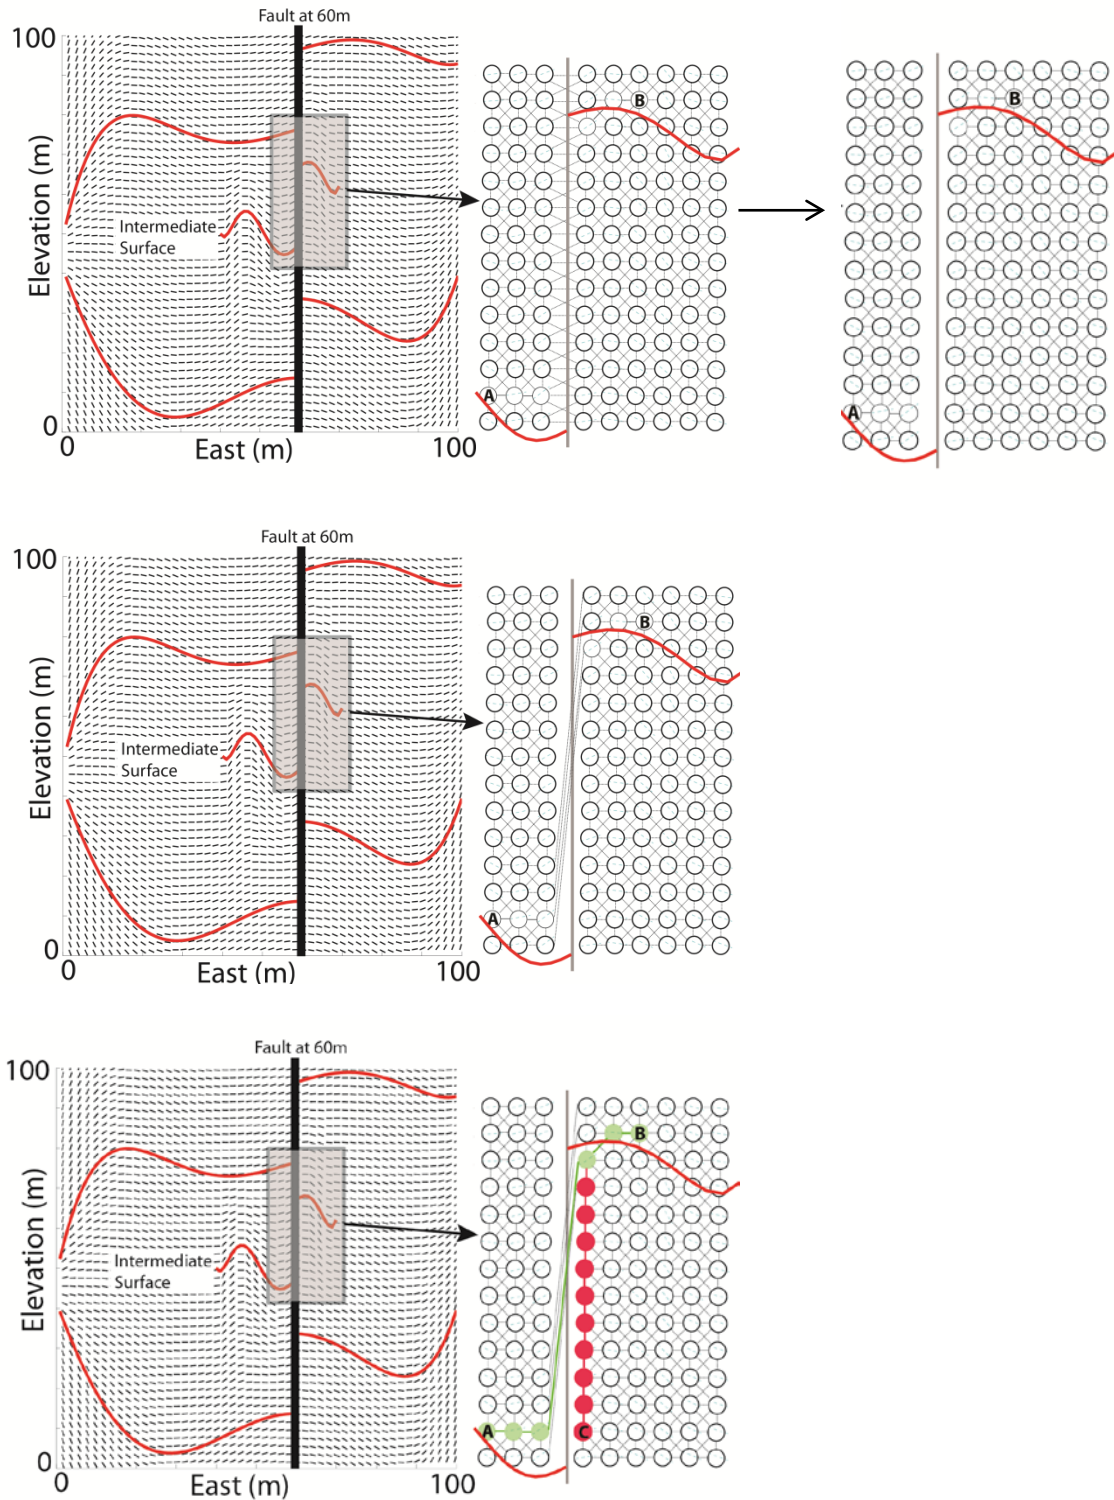 Fault at 60m
100
Elevation (m)
Intermediate
Surface
0
0
East (m)
100
B
A
B
A
Fault at 60m
100
Elevation (m)
Intermediate
Surface
0
0
East (m)
100
B
A
Fault at 60m
100
Elevation (m)
Intermediate
Surface
0
0
East (m)
100
B
A
C